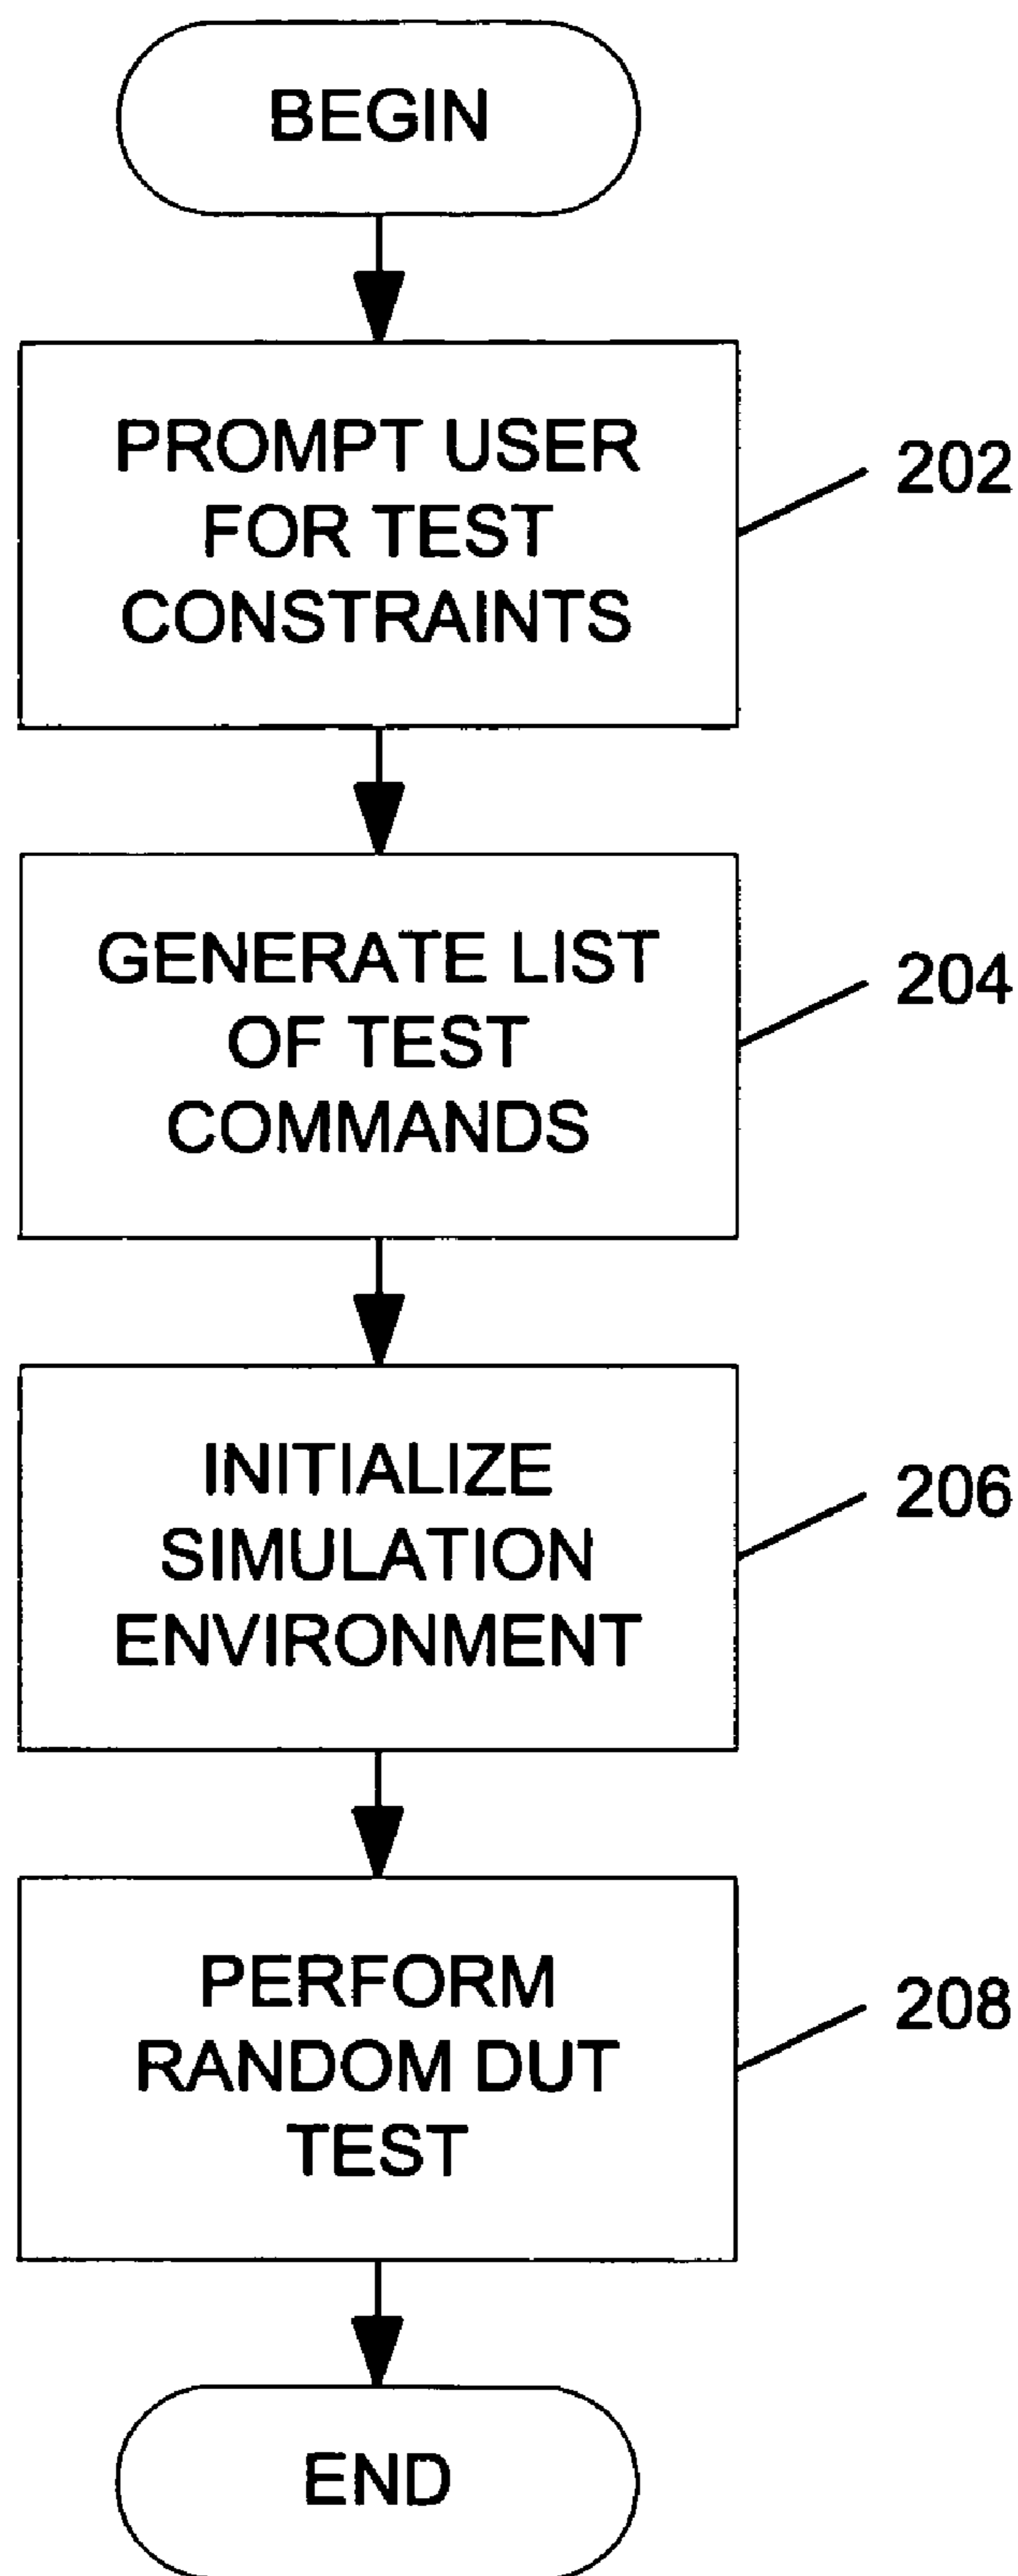 BEGIN
PROMPT USER
FOR TEST
CONSTRAINTS
202
GENERATE LIST
OF TEST
COMMANDS
204
INITIALIZE
SIMULATION
ENVIRONMENT
206
PERFORM
RANDOM DUT
TEST
208
END